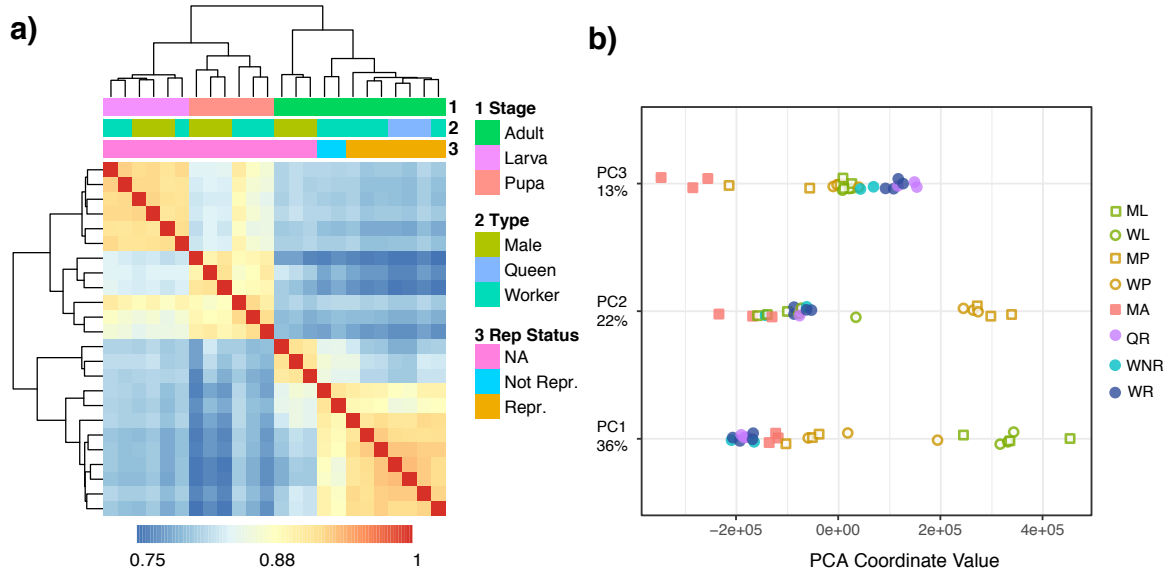 a)
1
2
3
1 Stage
Adult
Larva
Pupa
2 Type
Male
Queen
Worker
3 Rep Status
NA
Not Repr.
Repr.
0.75
0.88
1
b)
PC3
13%
PC2
22%
PC1
36%
−2e+05
0e+00
2e+05
4e+05
PCA Coordinate Value
ML
WL
MP
WP
MA
QR
WNR
WR